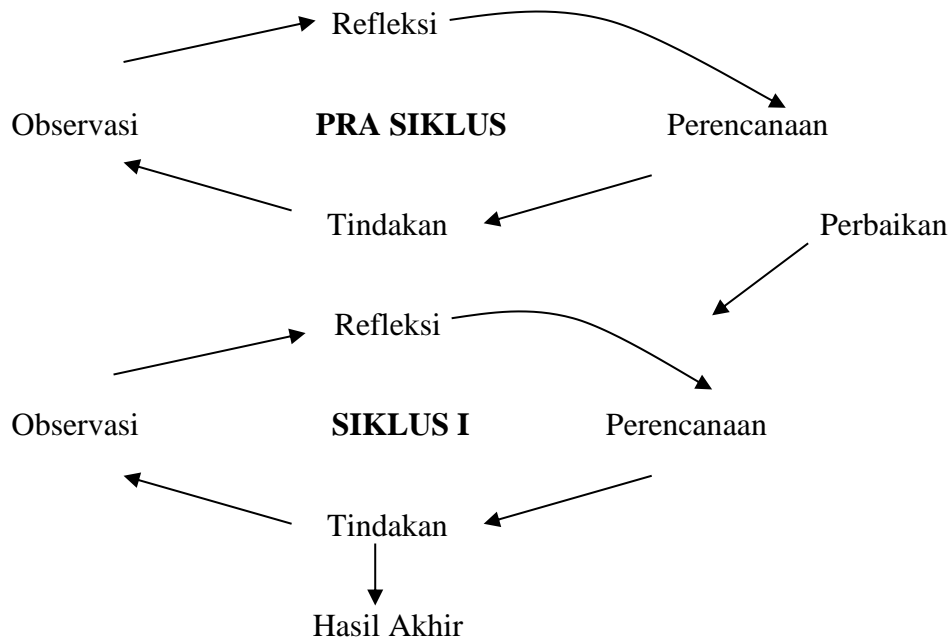 Refleksi
Observasi PRA SIKLUS Perencanaan
Tindakan Perbaikan
Refleksi
Observasi SIKLUS I Perencanaan
Tindakan
Hasil Akhir